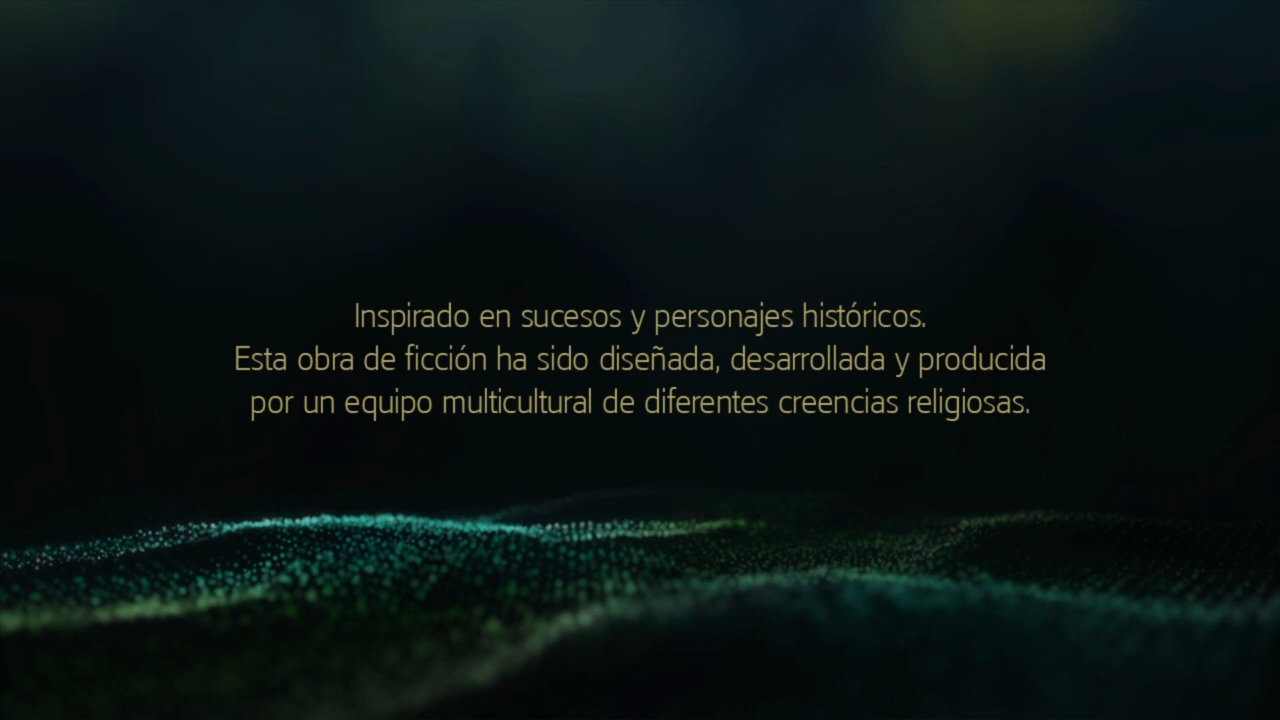 Inspirado en sucesos y personajes históricos.
Esta obra de ficción ha sido diseñada, desarrollada y producida
por un equipo multicultural de diferentes creencias religiosas.